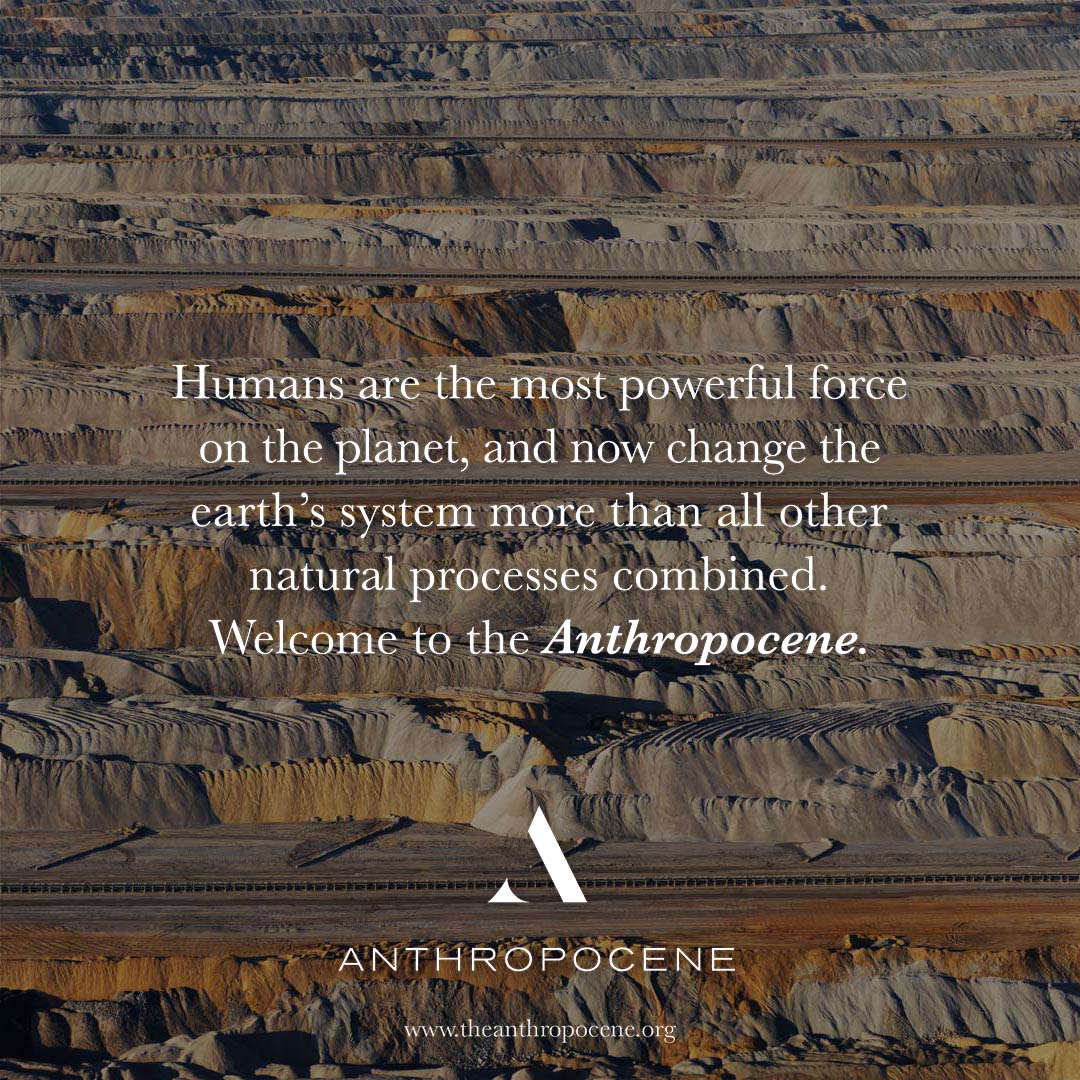 Humans are the most powerful force
on the planet, and now change the
earth’s system more than all other
natural processes combined.
Welcome to the Anthropocene.
ANTHROPOCENE
www.theanthropocene.org